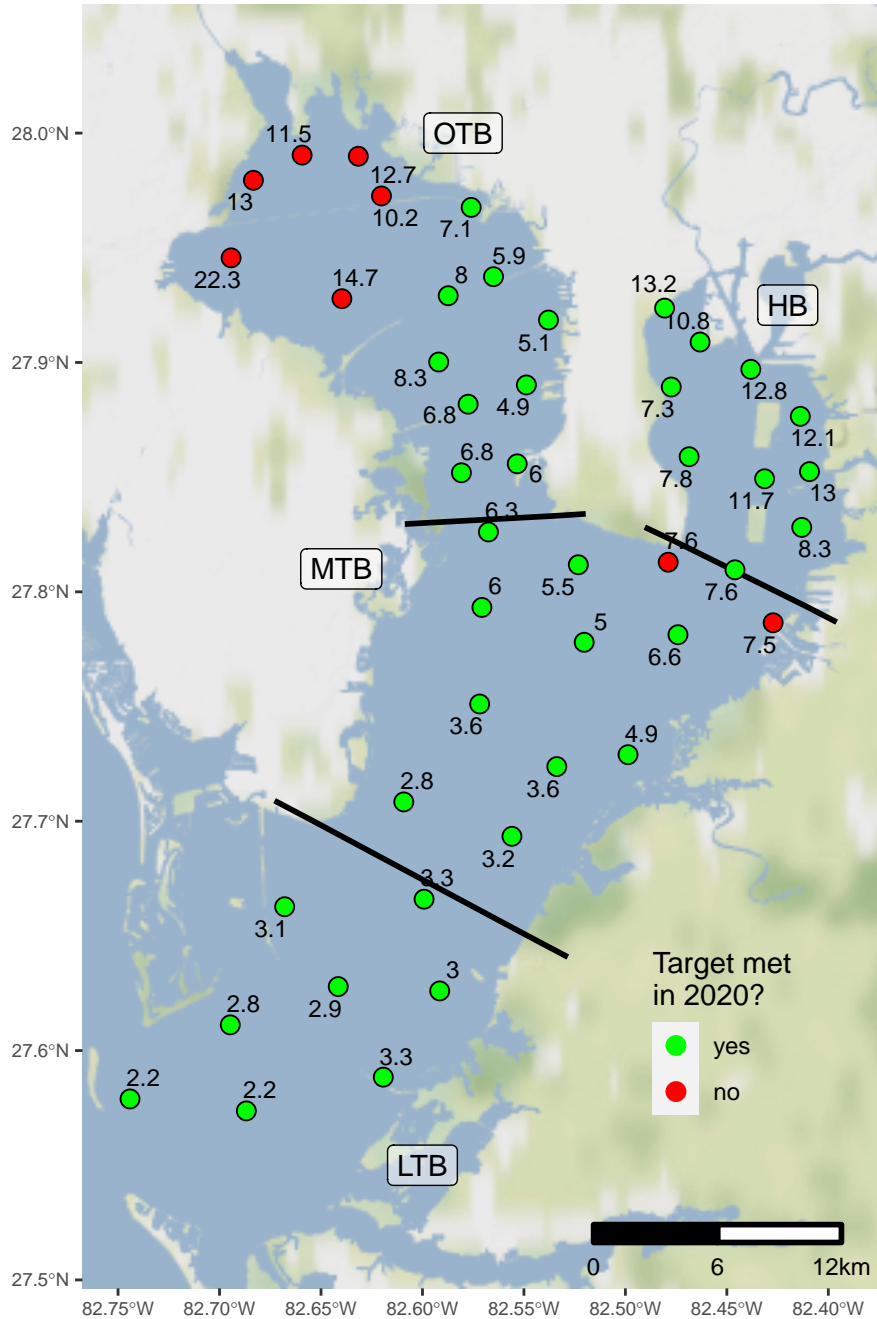 OTB
11.5
12.7
13
10.2
7.1
5.9
22.3
14.7
8
5.1
13.2
10.8
HB
8.3
4.9
7.3
12.8
6.8
12.1
6.8
6
7.8
11.7
13
6.3
7.6
8.3
MTB
5.5
7.6
6
5
6.6
7.5
3.6
4.9
2.8
3.6
3.2
3.3
3.1
3
2.8
2.9
3.3
2.2
2.2
LTB
Target met
in 2020?
yes
no
0 6 12km
28.0°N
27.9°N
27.8°N
27.7°N
27.6°N
27.5°N
82.75°W 82.70°W 82.65°W 82.60°W 82.55°W 82.50°W 82.45°W 82.40°W